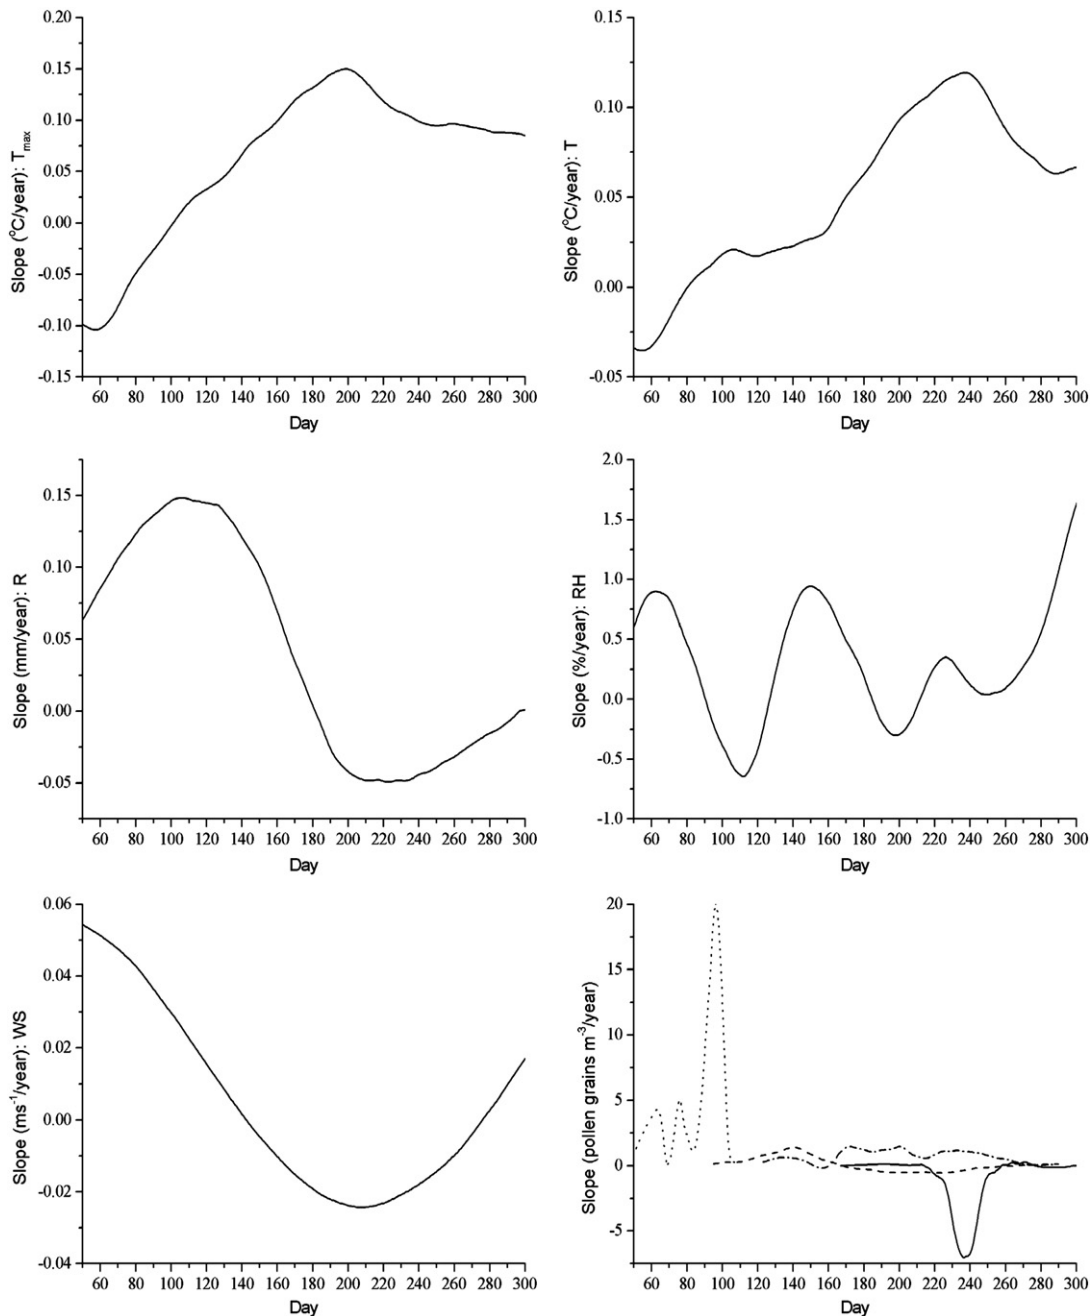 Slope (°C/year): Tmax
0.20
0.15
0.10
0.05
0.00
-0.05
-0.10
-0.15
60 80 100 120 140 160 180 200 220 240 260 280 300
Day
Slope (°C/year): T
0.15
0.10
0.05
0.00
-0.05
60 80 100 120 140 160 180 200 220 240 260 280 300
Day
Slope (mm/year): R
0.15
0.10
0.05
0.00
-0.05
60 80 100 120 140 160 180 200 220 240 260 280 300
Day
Slope (%/year): RH
2.0
1.5
1.0
0.5
0.0
-0.5
-1.0
60 80 100 120 140 160 180 200 220 240 260 280 300
Day
Slope (ms-1/year): WS
0.06
0.04
0.02
0.00
-0.02
-0.04
60 80 100 120 140 160 180 200 220 240 260 280 300
Day
Slope (pollen grains m-3/year)
20
15
10
5
0
-5
60 80 100 120 140 160 180 200 220 240 260 280 300
Day